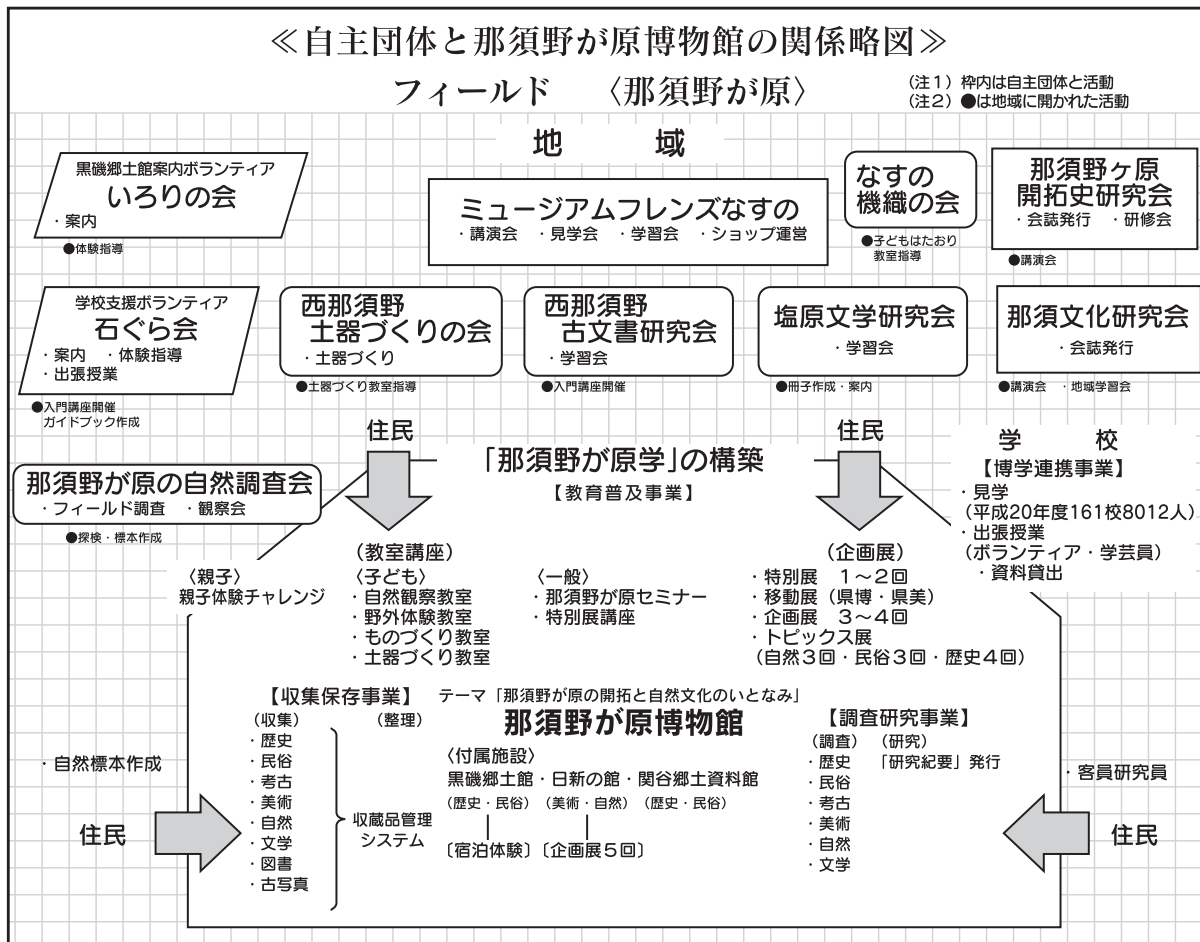 ≪自主団体と那須野が原博物館の関係略図≫
フィールド　〈那須野が原〉
（注１）枠内は自主団体と活動
（注２）●は地域に開かれた活動
地　域
黒磯郷土館案内ボランティア
いろりの会
・案内
●体験指導
ミュージアムフレンズなすの
・講演会　・見学会　・学習会　・ショップ運営
なすの
機織の会
●子どもはたおり
教室指導
那須野ヶ原
開拓史研究会
・会誌発行　・研修会
●講演会
学校支援ボランティア
石ぐら会
・案内　・体験指導
・出張授業
●入門講座開催
ガイドブック作成
西那須野
土器づくりの会
・土器づくり
●土器づくり教室指導
西那須野
古文書研究会
・学習会
●入門講座開催
塩原文学研究会
・学習会
●冊子作成・案内
那須文化研究会
・会誌発行
●講演会　・地域学習会
那須野が原の自然調査会
・フィールド調査　・観察会
●探検・標本作成
住民
住民
「那須野が原学」の構築
【教育普及事業】
学　校
【博学連携事業】
・見学
（平成20年度161校8012人）
・出張授業
（ボランティア・学芸員）
・資料貸出
〈親子〉
親子体験チャレンジ
（教室講座）
〈子ども〉
・自然観察教室
・野外体験教室
・ものづくり教室
・土器づくり教室
〈一般〉
・那須野が原セミナー
・特別展講座
（企画展）
・特別展　１～２回
・移動展（県博・県美）
・企画展　３～４回
・トピックス展
（自然３回・民俗３回・歴史４回）
【収集保存事業】
（収集）
・歴史
・民俗
・考古
・美術
・自然
・文学
・図書
・古写真
（整理）
収蔵品管理
システム
テーマ「那須野が原の開拓と自然文化のいとなみ」
那須野が原博物館
〈付属施設〉
黒磯郷土館・日新の館・関谷郷土資料館
（歴史・民俗）（美術・自然）（歴史・民俗）
〔宿泊体験〕〔企画展５回〕
【調査研究事業】
（調査）　（研究）
・歴史　「研究紀要」発行
・民俗
・考古
・美術
・自然
・文学
・自然標本作成
住民
・客員研究員
住民